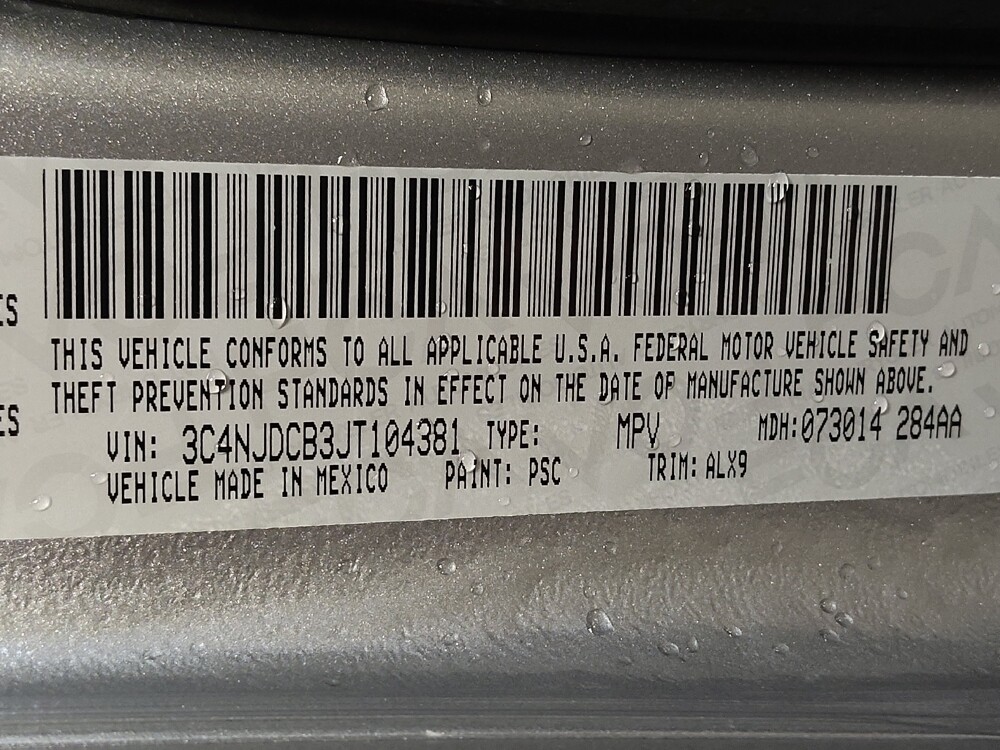 ES
ES
THIS VEHICLE CONFORMS TO ALL APPLICABLE U.S.A. FEDERAL MOTOR VEHICLE SAFETY AND
THEFT PREVENTION STANDARDS IN EFFECT ON THE DATE OF MANUFACTURE SHOWN ABOVE.
VIN: 3C4NJDCB3JT104381 TYPE: MPV MDH:073014 284AA
VEHICLE MADE IN MEXICO PAINT: PSC TRIM: ALX9